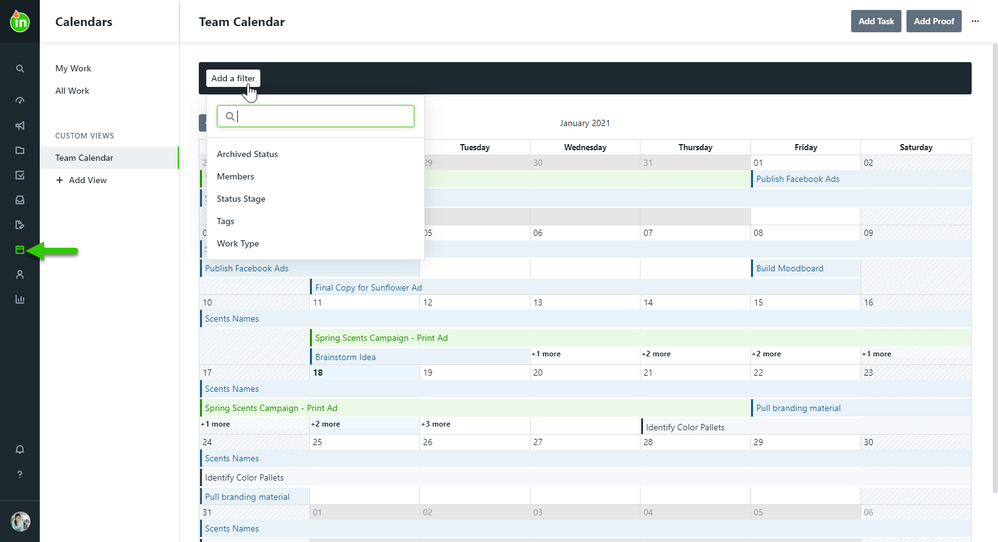 in
Calendars
Team Calendar
Add Task
Add Proof
My Work
All Work
CUSTOM VIEWS
Team Calendar
+ Add View
Add a filter
Archived Status
Members
Status Stage
Tags
Work Type
January 2021
Tuesday
Wednesday
Thursday
Friday
Saturday
29
30
31
01
02
Publish Facebook Ads
05
06
07
08
09
Publish Facebook Ads
Build Moodboard
Final Copy for Sunflower Ad
10
11
12
13
14
15
16
Scents Names
Spring Scents Campaign - Print Ad
Brainstorm Idea
+1 more
+2 more
+2 more
+1 more
17
18
19
20
21
22
23
Scents Names
Spring Scents Campaign - Print Ad
Pull branding material
+1 more
+2 more
+3 more
Identify Color Pallets
24
25
26
27
28
29
30
Scents Names
Identify Color Pallets
Pull branding material
31
01
02
03
04
05
06
Scents Names
?